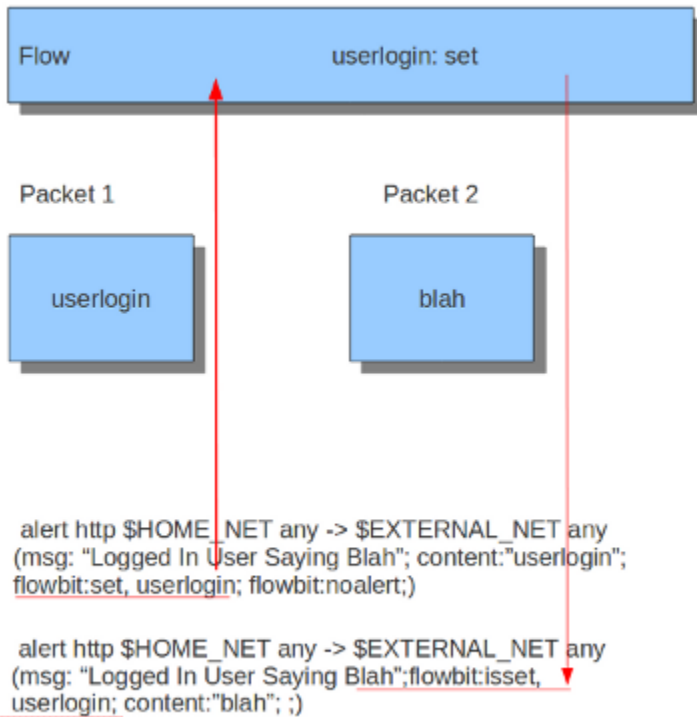 Flow userlogin: set
Packet 1 Packet 2
userlogin blah
alert http $HOME_NET any -> $EXTERNAL_NET any
(msg: “Logged In User Saying Blah”; content:”userlogin”;
flowbit:set, userlogin; flowbit:noalert;)
alert http $HOME_NET any -> $EXTERNAL_NET any
(msg: “Logged In User Saying Blah”;flowbit:isset,
userlogin; content:”blah”; ;)